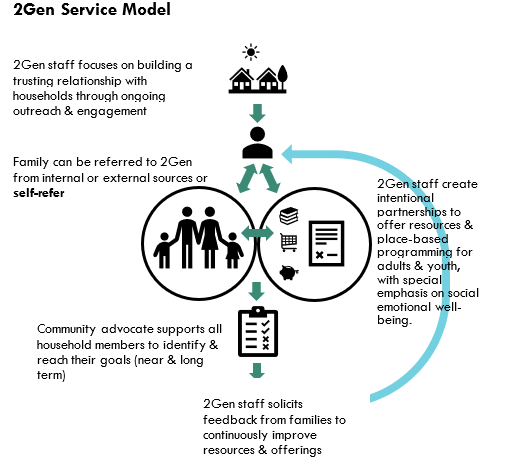 2Gen Service Model
2Gen staff focuses on building a
trusting relationship with
households through ongoing
outreach & engagement
Family can be referred to 2Gen
from internal or external sources or
self-refer
2Gen staff create
intentional
partnerships to
offer resources &
place-based
programming for
adults & youth,
with special
emphasis on social
emotional well-
being.
Community advocate supports all
household members to identify &
reach their goals (near & long
term)
2Gen staff solicits
feedback from families to
continuously improve
resources & offerings